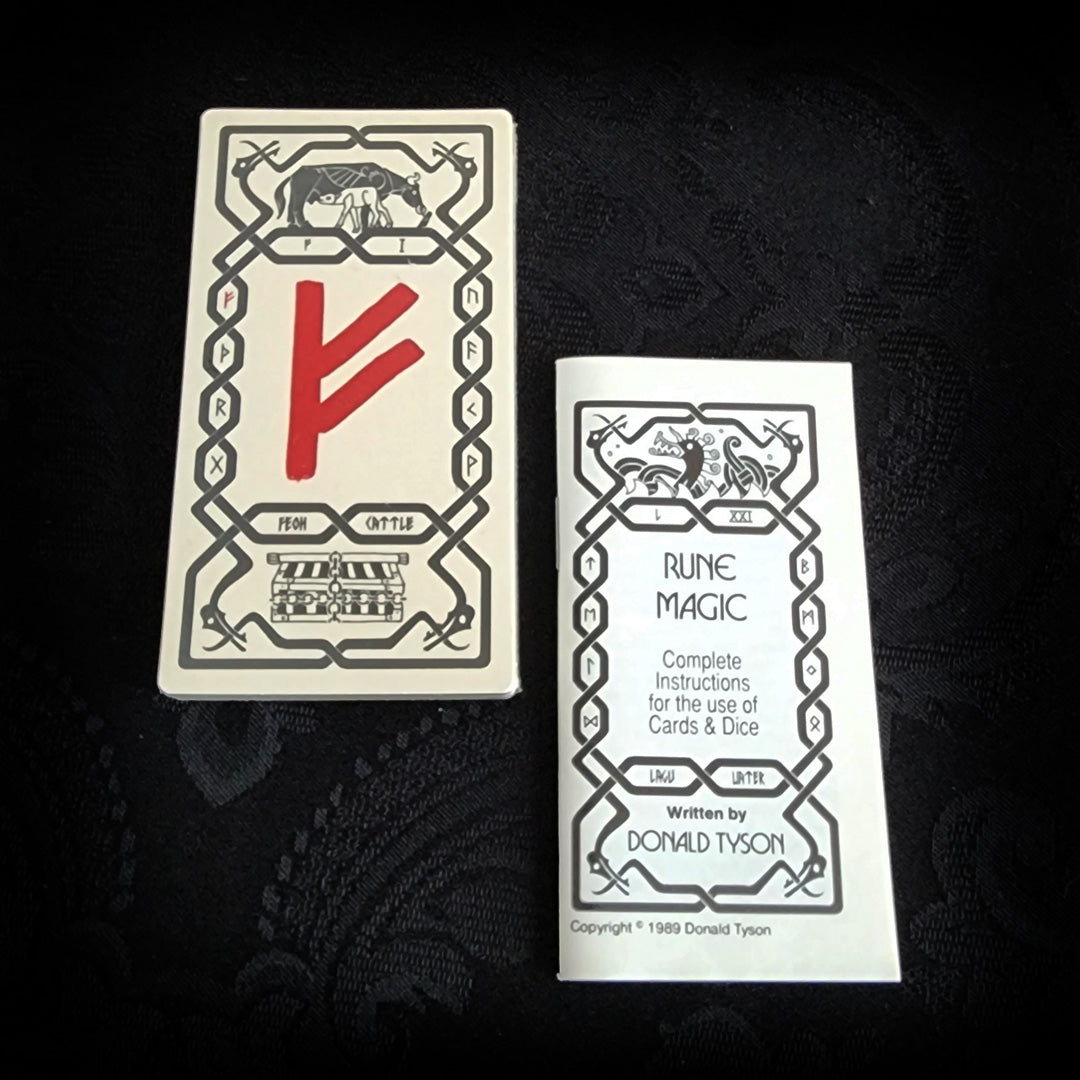 ᚠ I
ᚠ ᚢ
ᚦ ᚨ
ᚱ ᚲ
ᚷ ᚹ
ᚠ
FEOH CATTLE
ᛚ XXI
ᛏ ᛒ
ᛖ ᛗ
ᛚ ᛜ
ᛞ ᛟ
RUNE
MAGIC
Complete
Instructions
for the use of
Cards & Dice
LAGU WATER
Written by
DONALD TYSON
Copyright © 1989 Donald Tyson